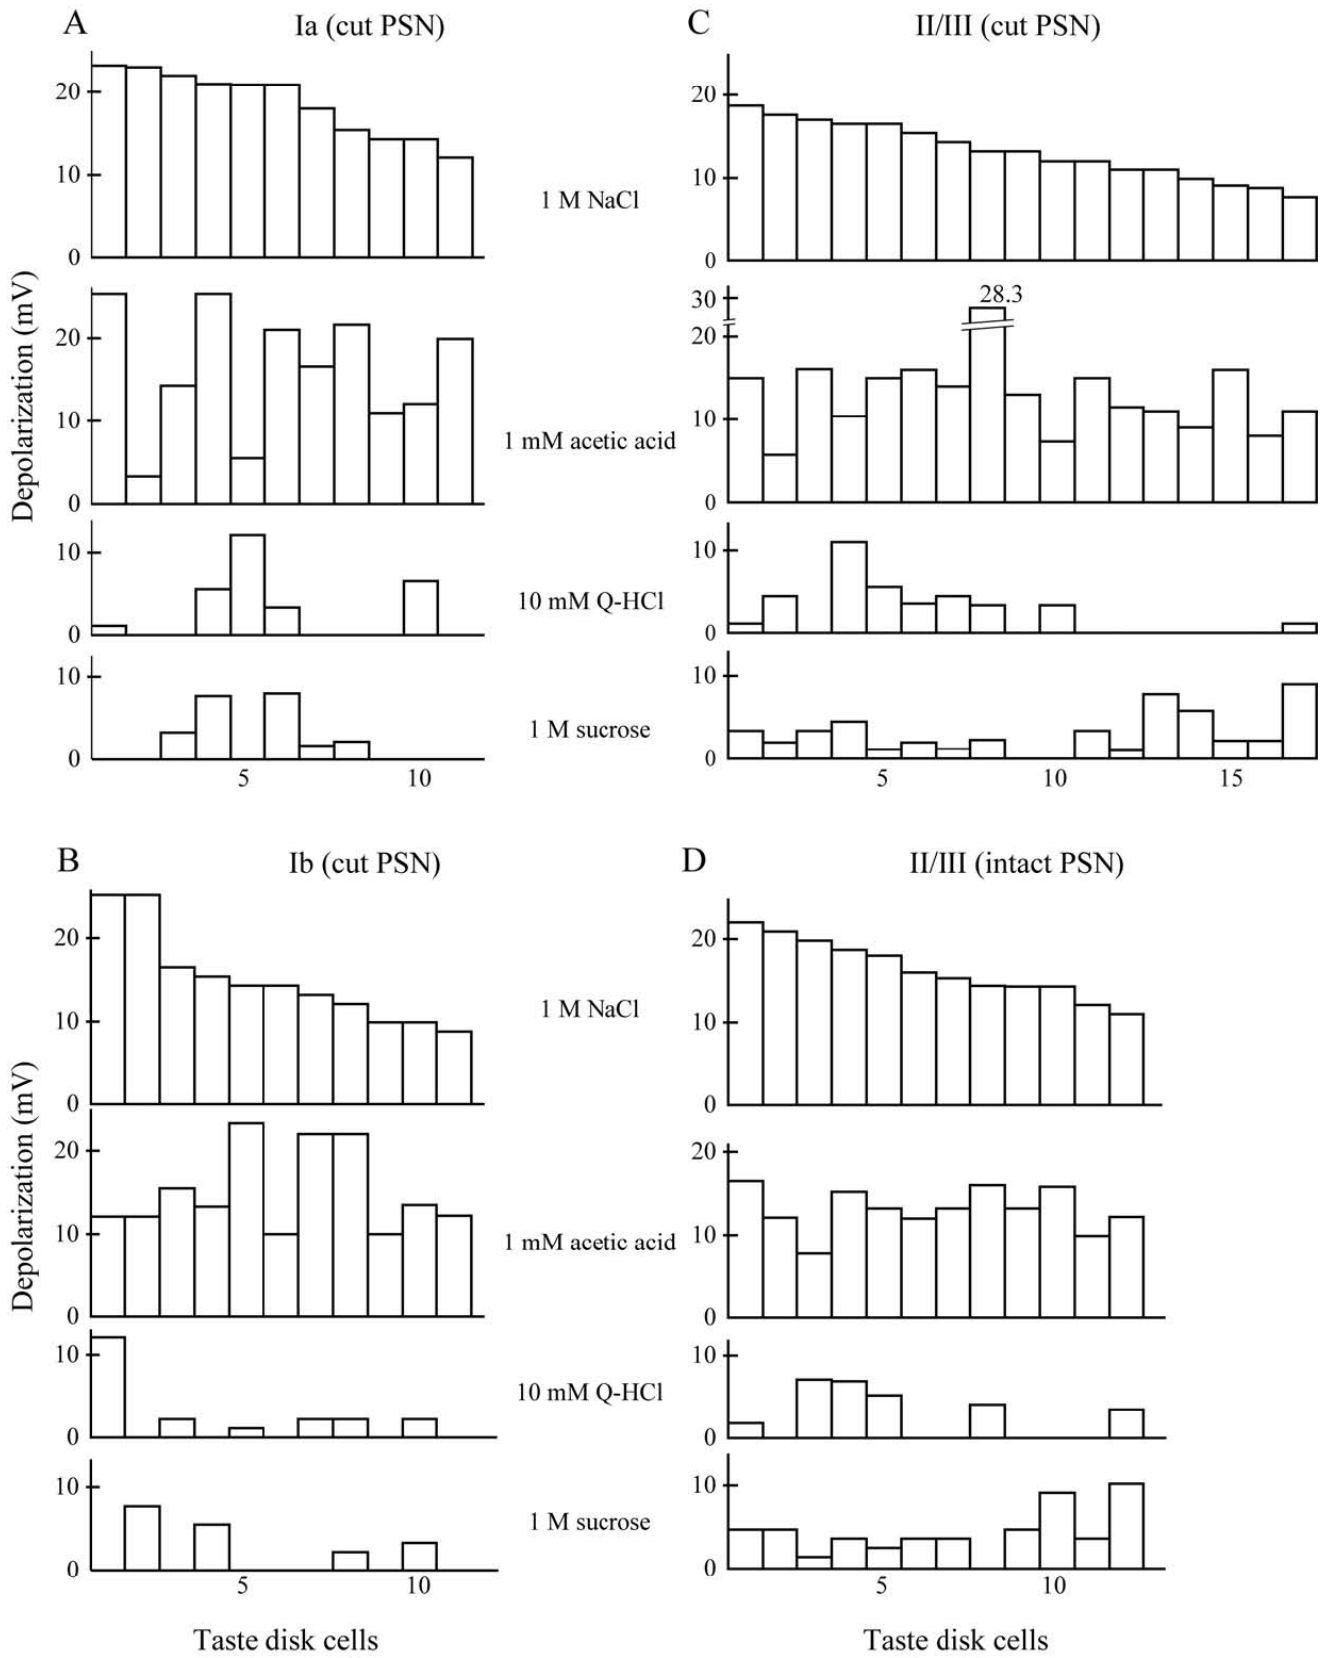 A
Ia (cut PSN)
20
10
0
1 M NaCl
20
10
0
1 mM acetic acid
10
0
10 mM Q-HCl
10
0
1 M sucrose
5 10
Depolarization (mV)
C
II/III (cut PSN)
20
10
0
30
28.3
20
10
0
10
0
10
0
5 10 15
B
Ib (cut PSN)
20
10
0
1 M NaCl
20
10
0
1 mM acetic acid
10
0
10 mM Q-HCl
10
0
1 M sucrose
5 10
Depolarization (mV)
Taste disk cells
D
II/III (intact PSN)
20
10
0
20
10
0
10
0
10
0
5 10
Taste disk cells